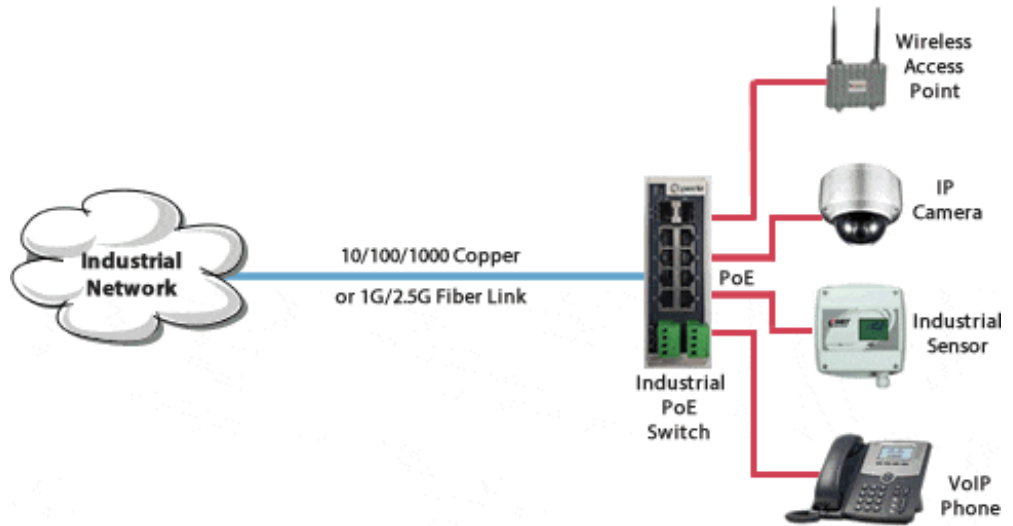 Industrial
Network
10/100/1000 Copper
or 1G/2.5G Fiber Link
PoE
Industrial
PoE
Switch
Wireless
Access
Point
IP
Camera
Industrial
Sensor
VoIP
Phone